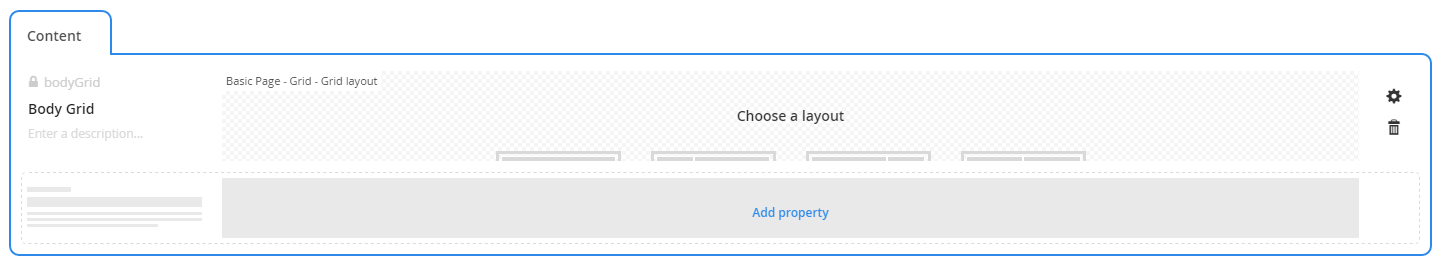 Content
bodyGrid
Body Grid
Enter a description...
Basic Page - Grid - Grid layout
Choose a layout
Add property